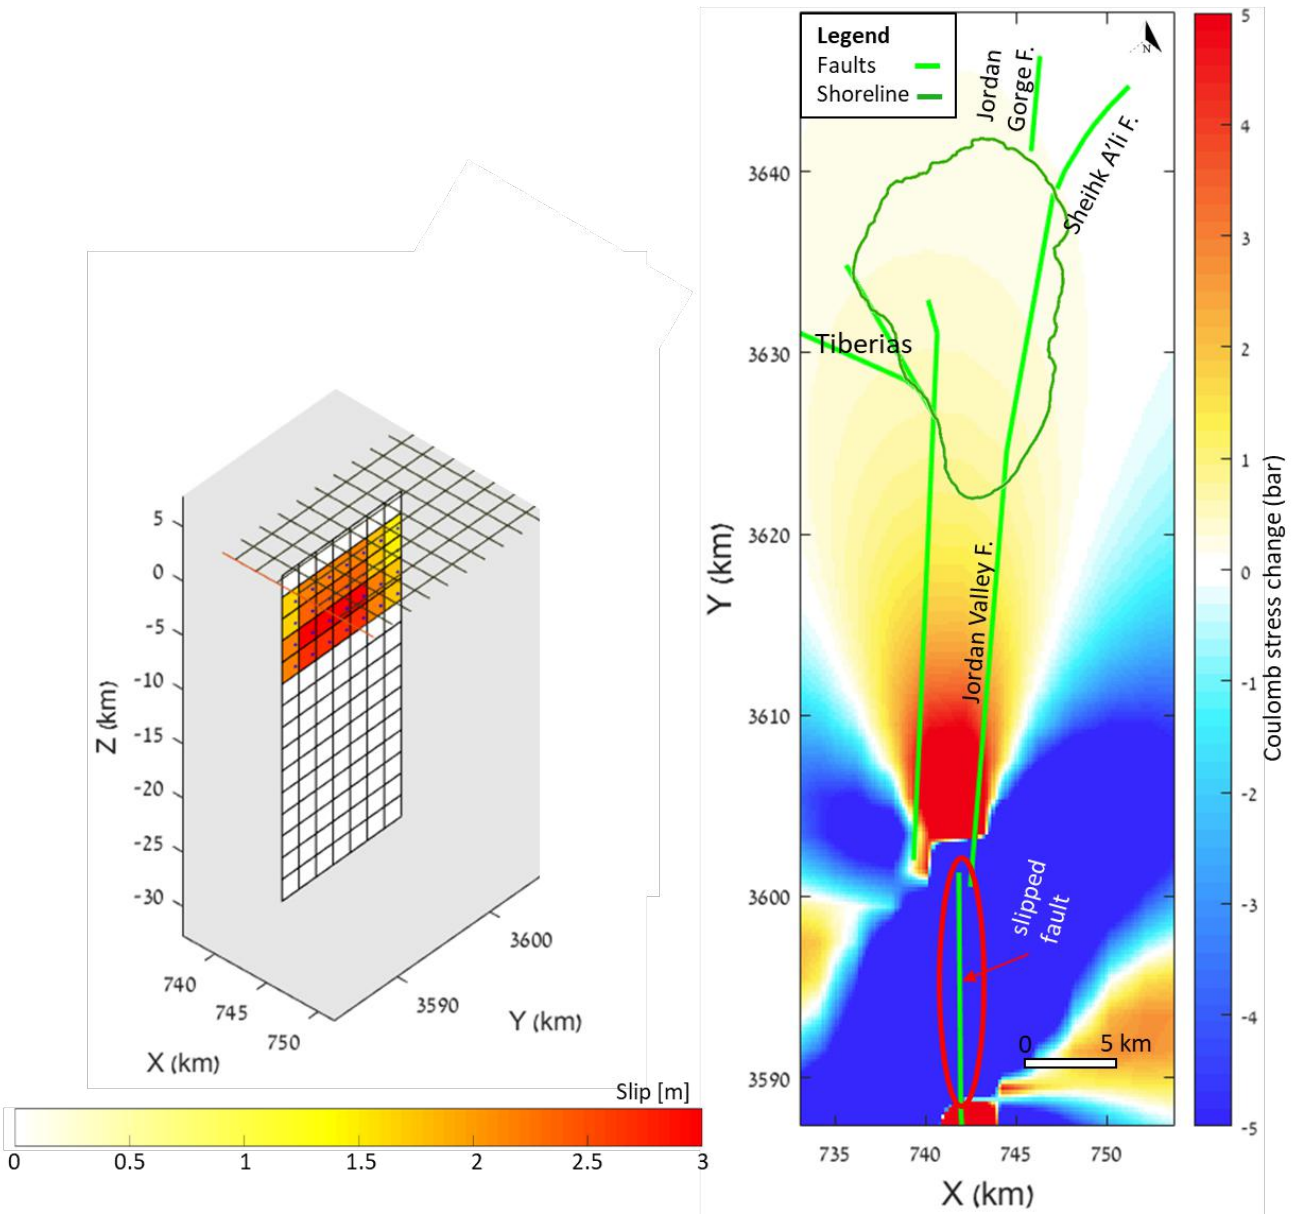 5
0
-5
-10
-15
-20
-25
-30
Z (km)
740
745
750
X (km)
3590
3600
Y (km)
Slip [m]
0
0.5
1
1.5
2
2.5
3
Legend
Faults
Shoreline
N
Jordan
Gorge F.
Sheihk A'li F.
Tiberias
Jordan Valley F.
slipped
fault
0
5 km
3640
3630
3620
3610
3600
3590
Y (km)
735
740
745
750
X (km)
5
4
3
2
1
0
-1
-2
-3
-4
-5
Coulomb stress change (bar)